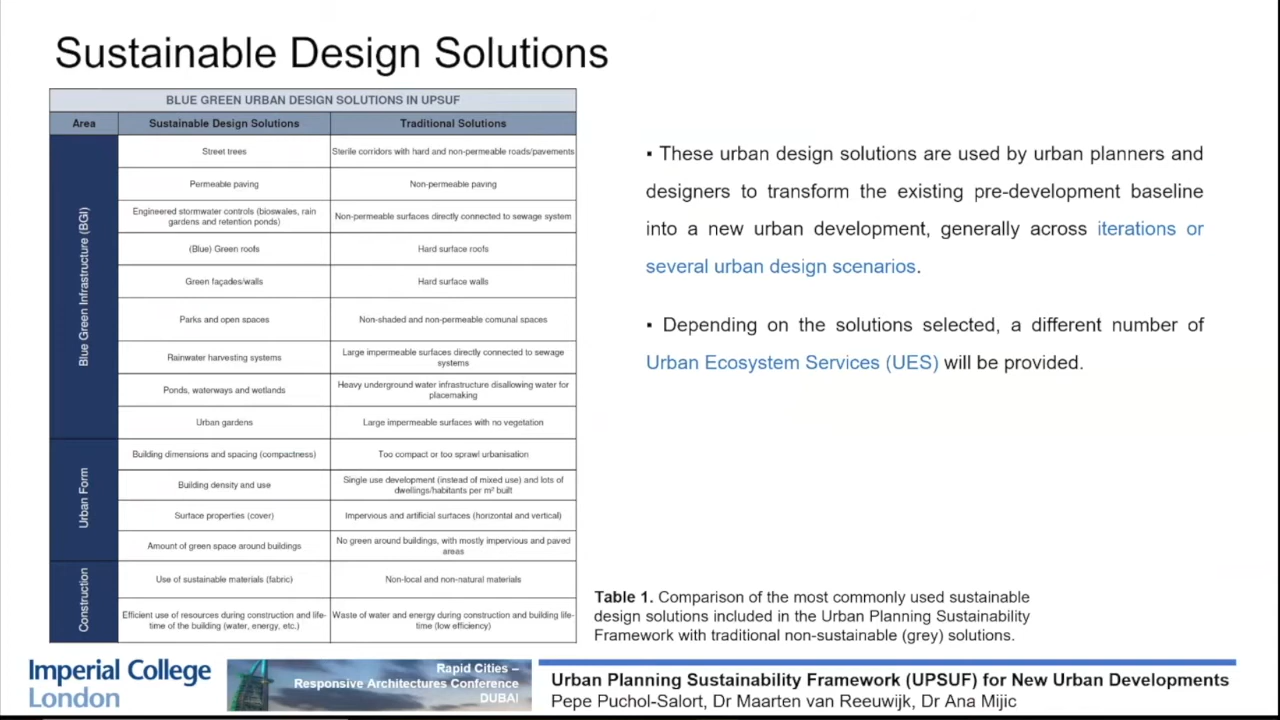 Sustainable Design Solutions
BLUE GREEN URBAN DESIGN SOLUTIONS IN UPSUF
Area
Sustainable Design Solutions
Traditional Solutions
Blue Green Infrastructure (BGI)
Street trees
Sterile corridors with hard and non-permeable roads/pavements
Permeable paving
Non-permeable paving
Engineered stormwater controls (bioswales, rain
gardens and retention ponds)
Non-permeable surfaces directly connected to sewage system
(Blue) Green roofs
Hard surface roofs
Green façades/walls
Hard surface walls
Parks and open spaces
Non-shaded and non-permeable comunal spaces
Rainwater harvesting systems
Large impermeable surfaces directly connected to sewage
systems
Ponds, waterways and wetlands
Heavy underground water infrastructure disallowing water for
placemaking
Urban gardens
Large impermeable surfaces with no vegetation
Urban Form
Building dimensions and spacing (compactness)
Too compact or too sprawl urbanisation
Building density and use
Single use development (instead of mixed use) and lots of
dwellings/habitants per m² built
Surface properties (cover)
Impervious and artificial surfaces (horizontal and vertical)
Amount of green space around buildings
No green around buildings, with mostly impervious and paved
areas
Construction
Use of sustainable materials (fabric)
Non-local and non-natural materials
Efficient use of resources during construction and life-
time of the building (water, energy, etc.)
Waste of water and energy during construction and building life-
time (low efficiency)
▪ These urban design solutions are used by urban planners and
designers to transform the existing pre-development baseline
into a new urban development, generally across iterations or
several urban design scenarios.
▪ Depending on the solutions selected, a different number of
Urban Ecosystem Services (UES) will be provided.
Table 1. Comparison of the most commonly used sustainable
design solutions included in the Urban Planning Sustainability
Framework with traditional non-sustainable (grey) solutions.
Imperial College
London
Rapid Cities –
Responsive Architectures Conference
DUBAI
Urban Planning Sustainability Framework (UPSUF) for New Urban Developments
Pepe Puchol-Salort, Dr Maarten van Reeuwijk, Dr Ana Mijic